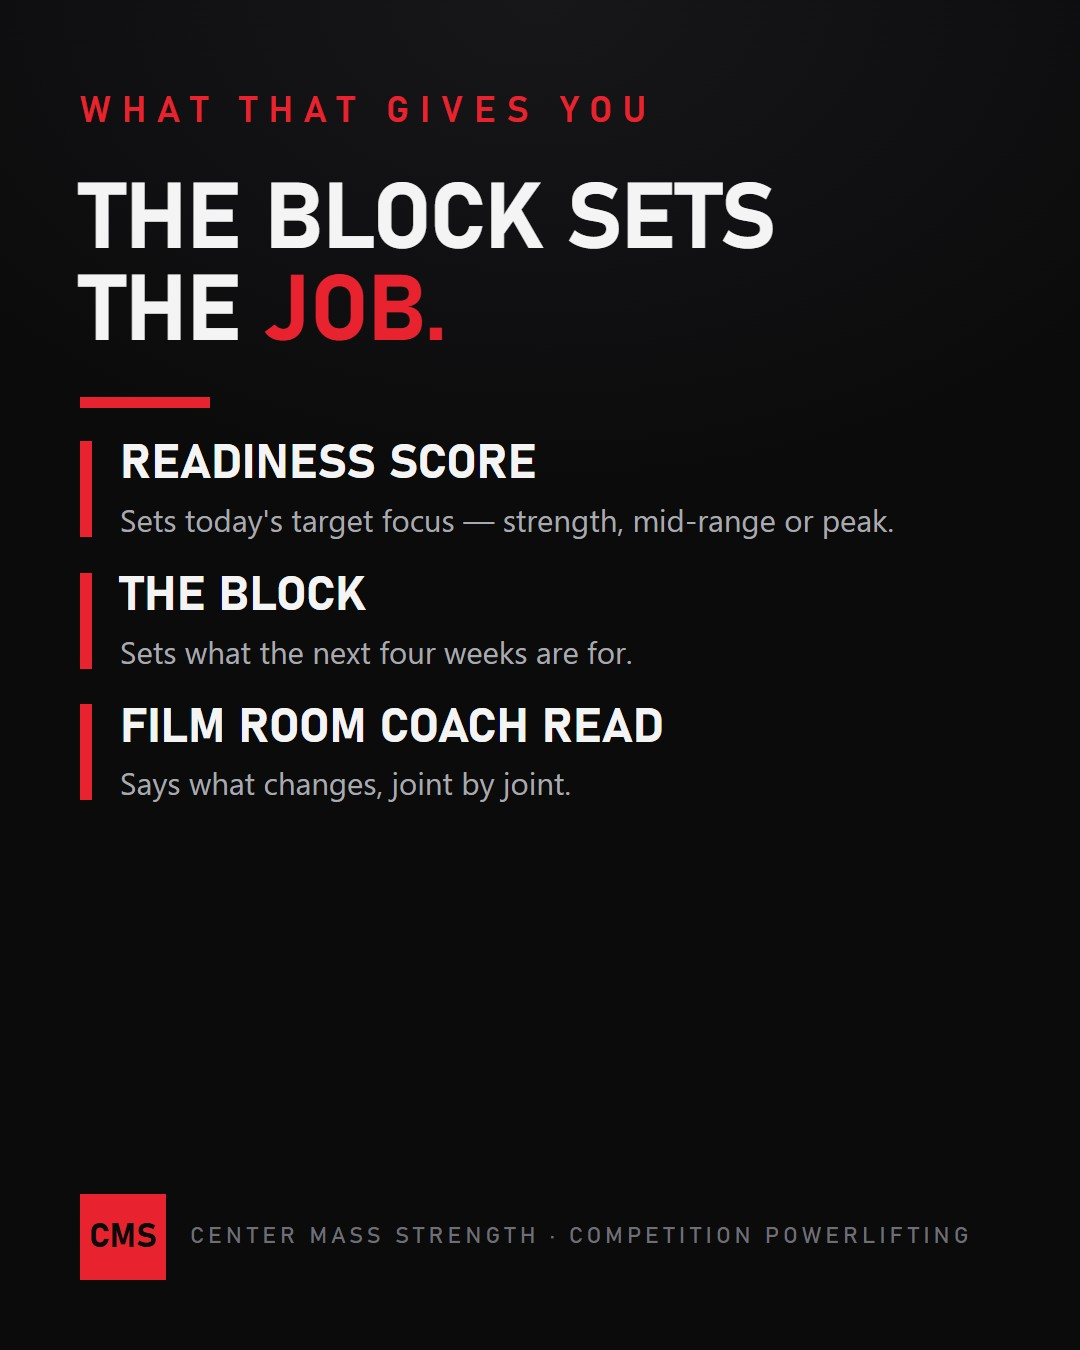 WHAT THAT GIVES YOU
THE BLOCK SETS
THE JOB.
READINESS SCORE
Sets today's target focus — strength, mid-range or peak.
THE BLOCK
Sets what the next four weeks are for.
FILM ROOM COACH READ
Says what changes, joint by joint.
CMS
CENTER MASS STRENGTH · COMPETITION POWERLIFTING